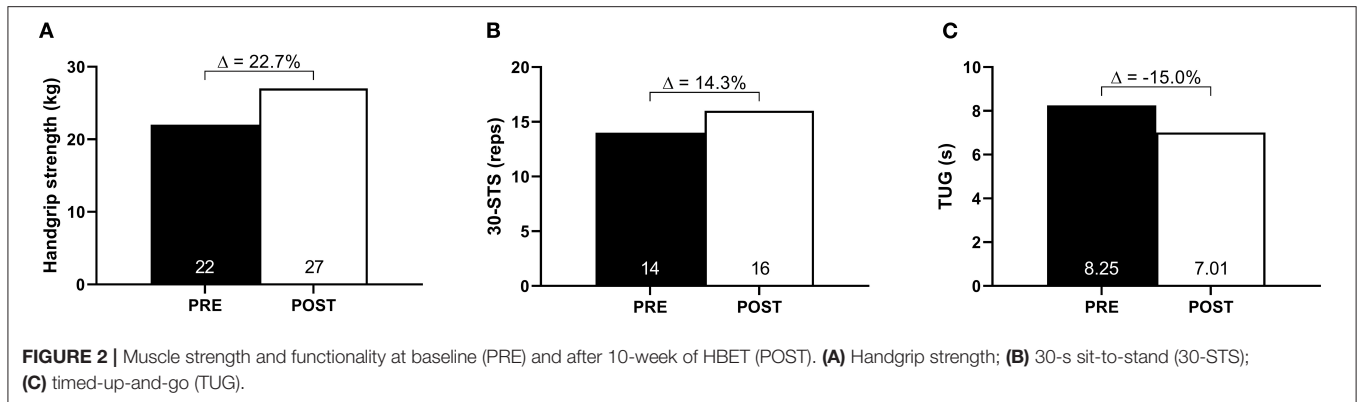 A
Handgrip strength (kg)
30
20
10
0
Δ = 22.7%
22
27
PRE
POST
B
30-STS (reps)
20
15
10
5
0
Δ = 14.3%
14
16
PRE
POST
C
TUG (s)
10
8
6
4
2
0
Δ = -15.0%
8.25
7.01
PRE
POST
FIGURE 2 | Muscle strength and functionality at baseline (PRE) and after 10-week of HBET (POST). (A) Handgrip strength; (B) 30-s sit-to-stand (30-STS);
(C) timed-up-and-go (TUG).